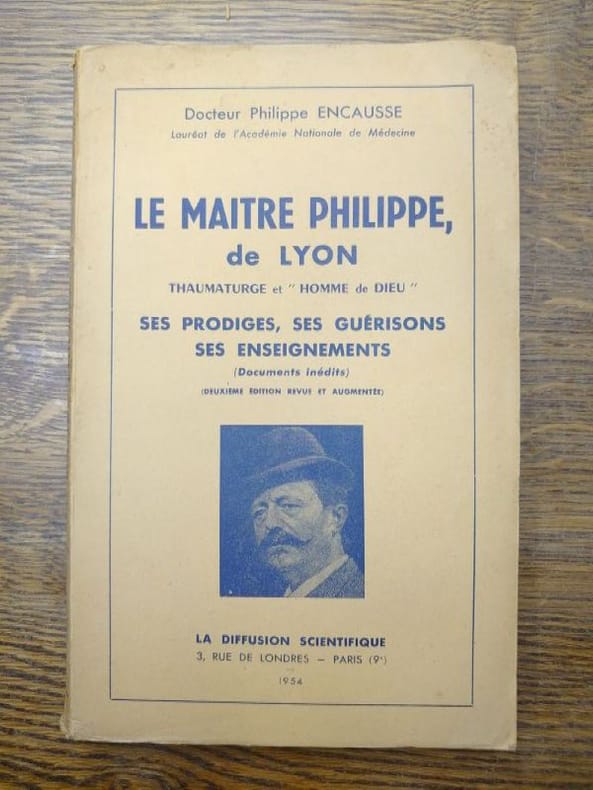 Docteur Philippe ENCAUSSE
Lauréat de l'Académie Nationale de Médecine
LE MAITRE PHILIPPE,
de LYON
THAUMATURGE et " HOMME de DIEU "
SES PRODIGES, SES GUÉRISONS
SES ENSEIGNEMENTS
(Documents inédits)
(DEUXIÈME ÉDITION REVUE ET AUGMENTÉE)
LA DIFFUSION SCIENTIFIQUE
3, RUE DE LONDRES – PARIS (9e)
1954